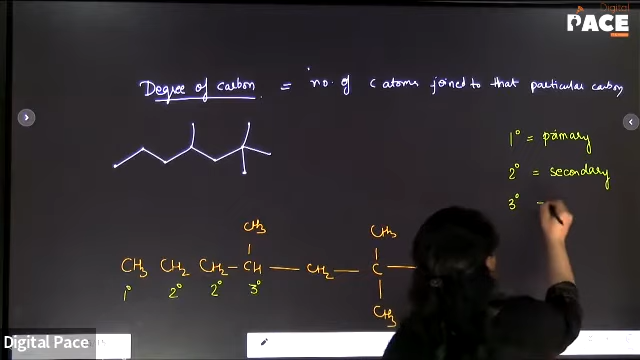 Digital
PACE
Degree of carbon = no. of C atoms joined to that particular carbon
1° = primary
2° = secondary
3° -
CH3 CH3
CH3 CH2 CH2 - CH - CH2 - C -
1° 2° 2° 3°
CH3
Digital Pace